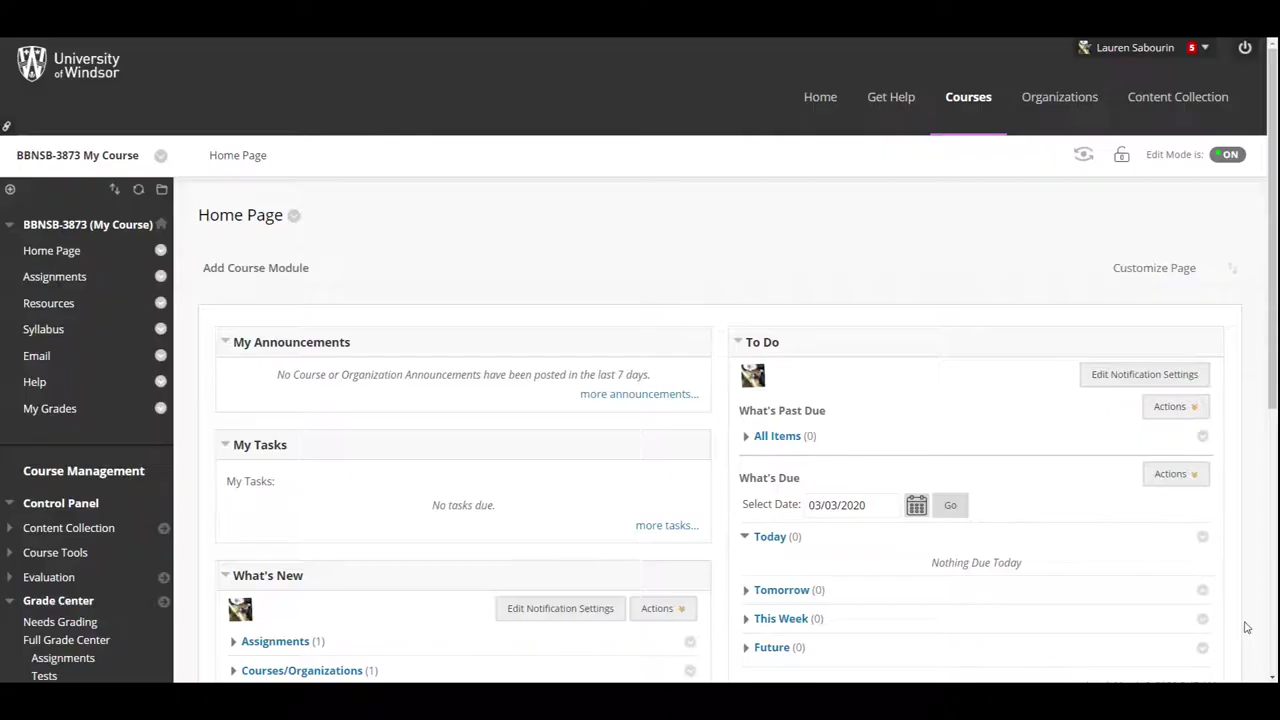 University
of Windsor
Lauren Sabourin 5
Home Get Help Courses Organizations Content Collection
BBNSB-3873 My Course Home Page Edit Mode is: ON
BBNSB-3873 (My Course)
Home Page
Assignments
Resources
Syllabus
Email
Help
My Grades
Course Management
Control Panel
Content Collection
Course Tools
Evaluation
Grade Center
Needs Grading
Full Grade Center
Assignments
Tests
Home Page
Add Course Module Customize Page
My Announcements
No Course or Organization Announcements have been posted in the last 7 days.
more announcements...
My Tasks
My Tasks:
No tasks due.
more tasks...
What's New
Edit Notification Settings Actions
Assignments (1)
Courses/Organizations (1)
To Do
Edit Notification Settings
What's Past Due Actions
All Items (0)
What's Due Actions
Select Date: 03/03/2020 Go
Today (0)
Nothing Due Today
Tomorrow (0)
This Week (0)
Future (0)